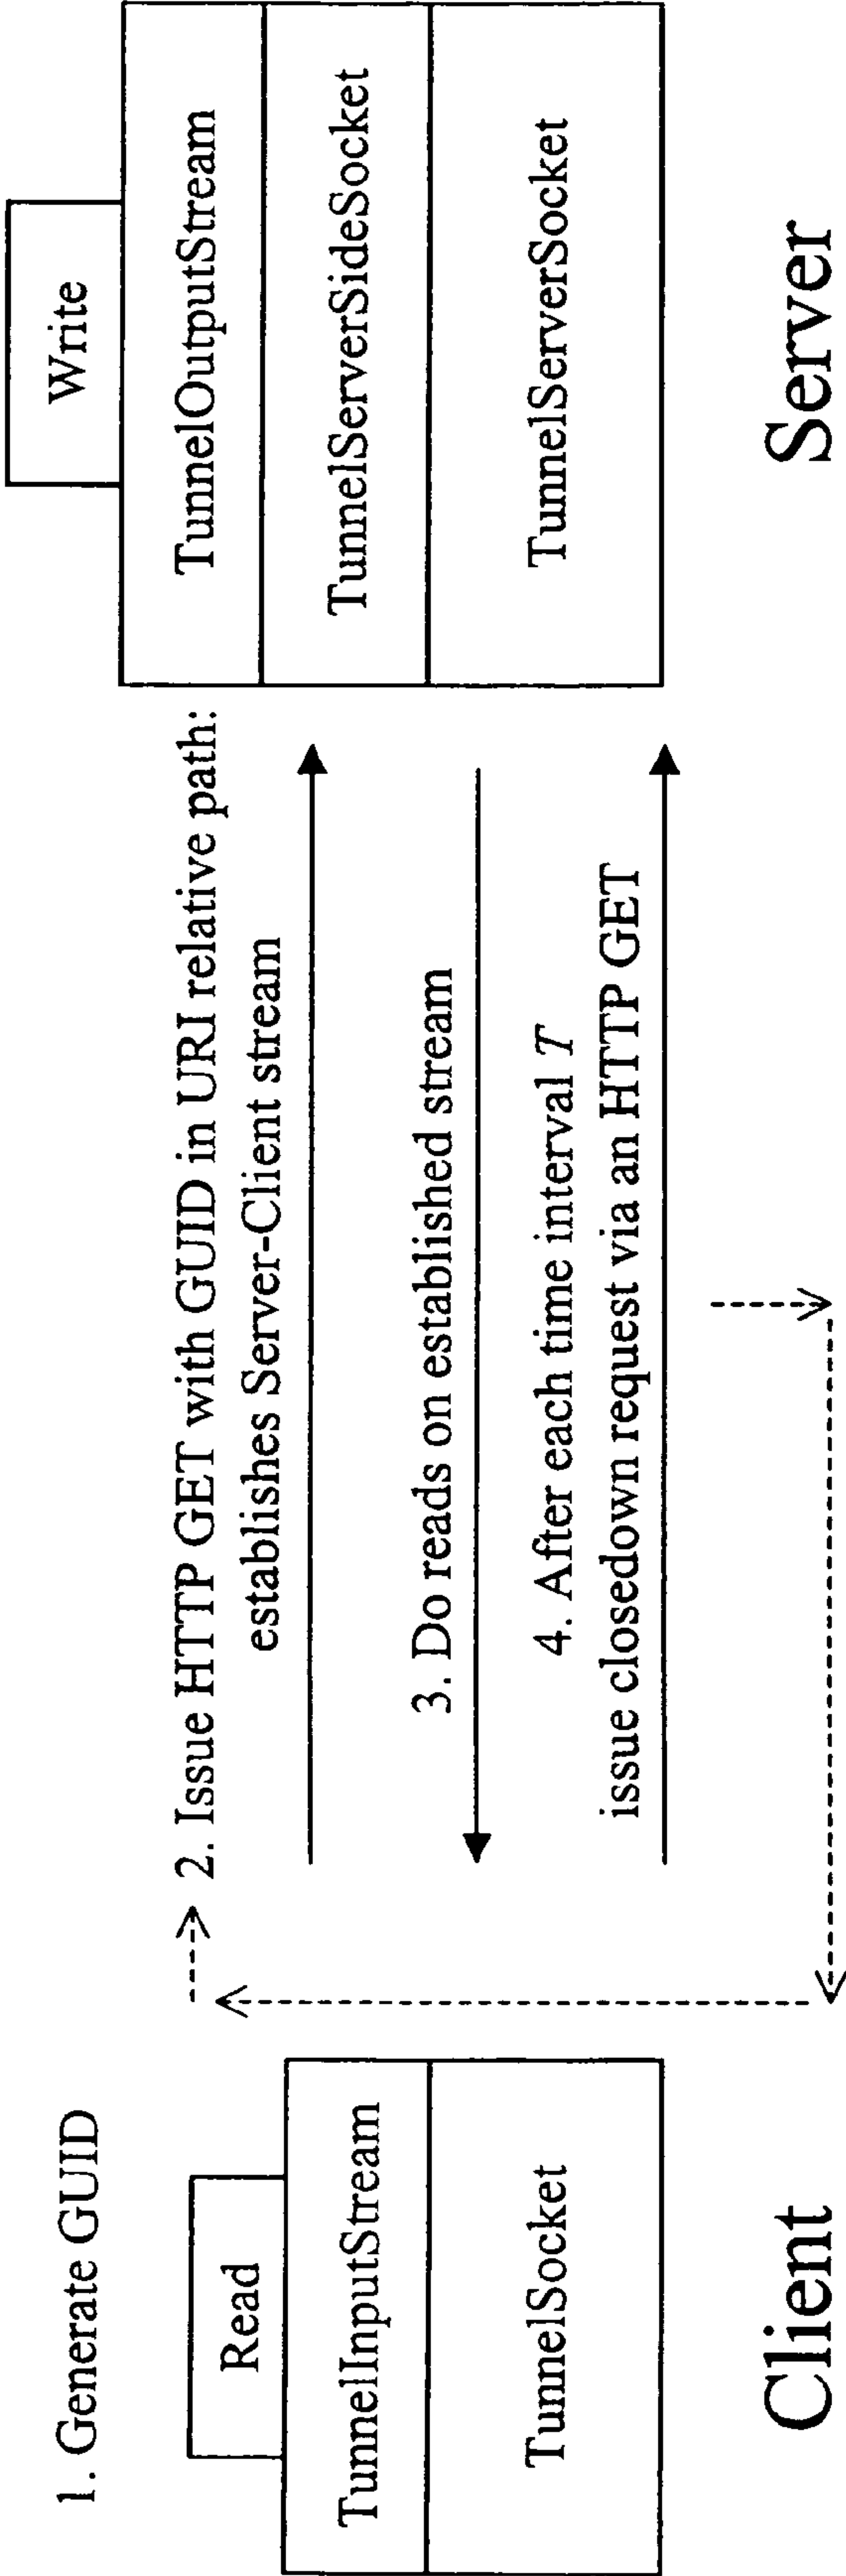 1. Generate GUID
Read
TunnelInputStream
TunnelSocket
Client
2. Issue HTTP GET with GUID in URI relative path:
establishes Server-Client stream
3. Do reads on established stream
4. After each time interval T
issue closedown request via an HTTP GET
Write
TunnelOutputStream
TunnelServerSideSocket
TunnelServerSocket
Server